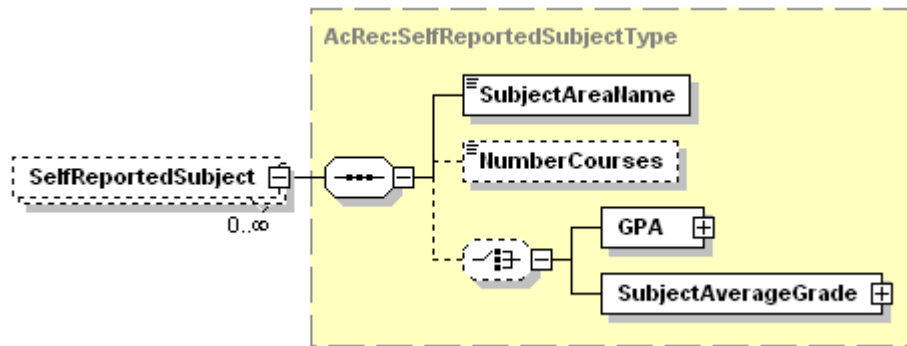 AcRec:SelfReportedSubjectType
SubjectAreaName
NumberCourses
SelfReportedSubject
0..∞
GPA
SubjectAverageGrade